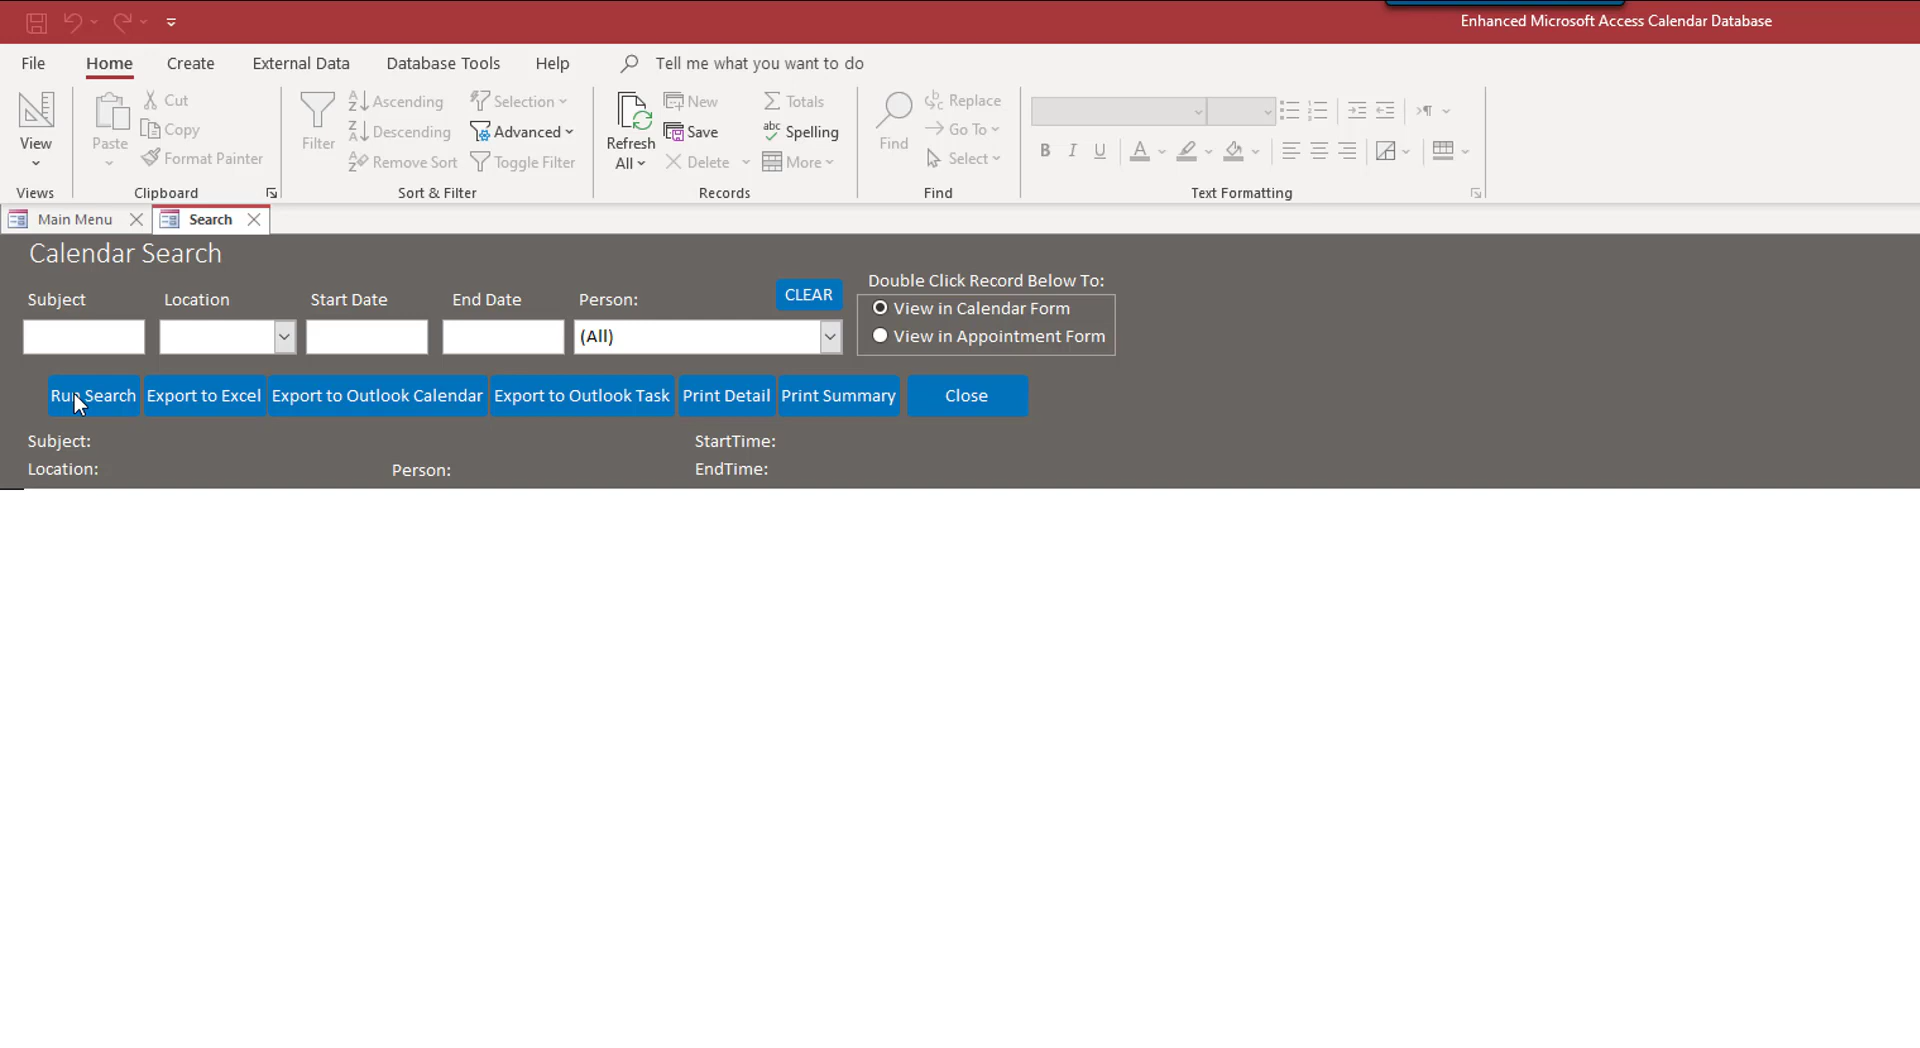 Enhanced Microsoft Access Calendar Database
File Home Create External Data Database Tools Help Tell me what you want to do
View
Views
Paste
Cut
Copy
Format Painter
Clipboard
Filter
Ascending
Descending
Remove Sort
Selection
Advanced
Toggle Filter
Sort & Filter
Refresh
All
New
Save
Delete
Totals
Spelling
More
Records
Find
Replace
Go To
Select
Find
B I U A
Text Formatting
Main Menu Search
Calendar Search
Subject Location Start Date End Date Person: CLEAR
(All)
Double Click Record Below To:
View in Calendar Form
View in Appointment Form
Run Search Export to Excel Export to Outlook Calendar Export to Outlook Task Print Detail Print Summary Close
Subject: StartTime:
Location: Person: EndTime: